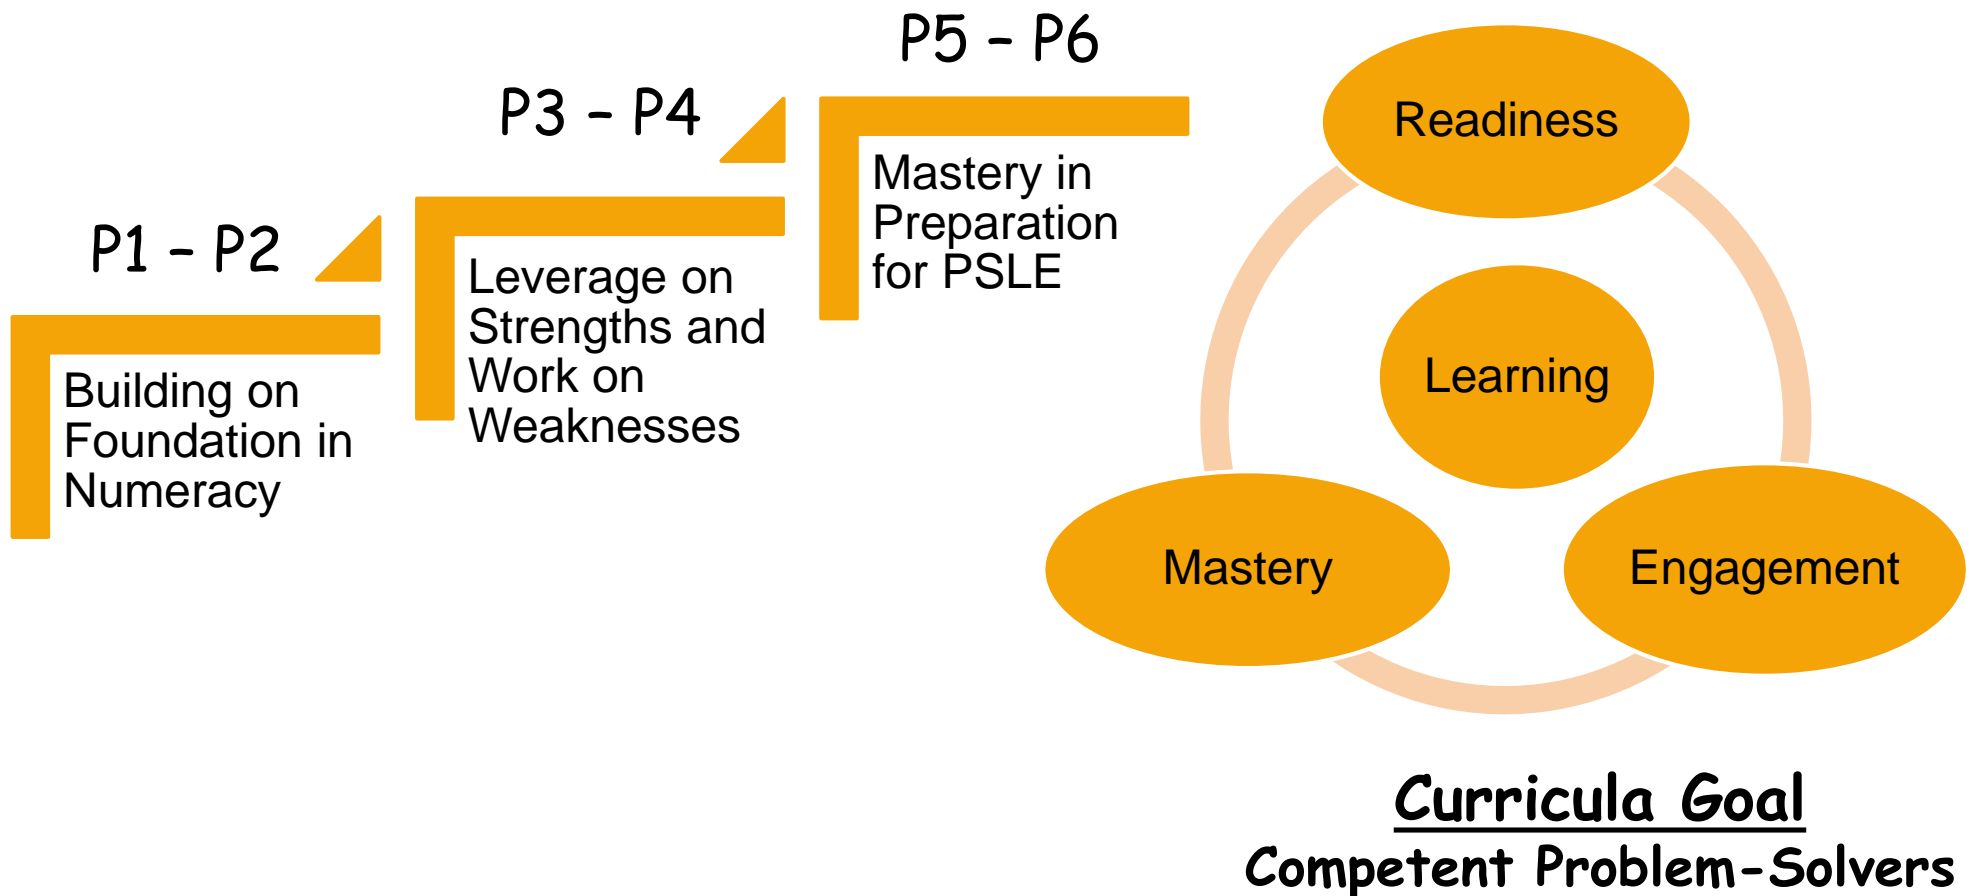 P1 – P2
Building on
Foundation in
Numeracy
P3 – P4
Leverage on
Strengths and
Work on
Weaknesses
P5 – P6
Mastery in
Preparation
for PSLE
Readiness
Learning
Mastery
Engagement
Curricula Goal
Competent Problem-Solvers